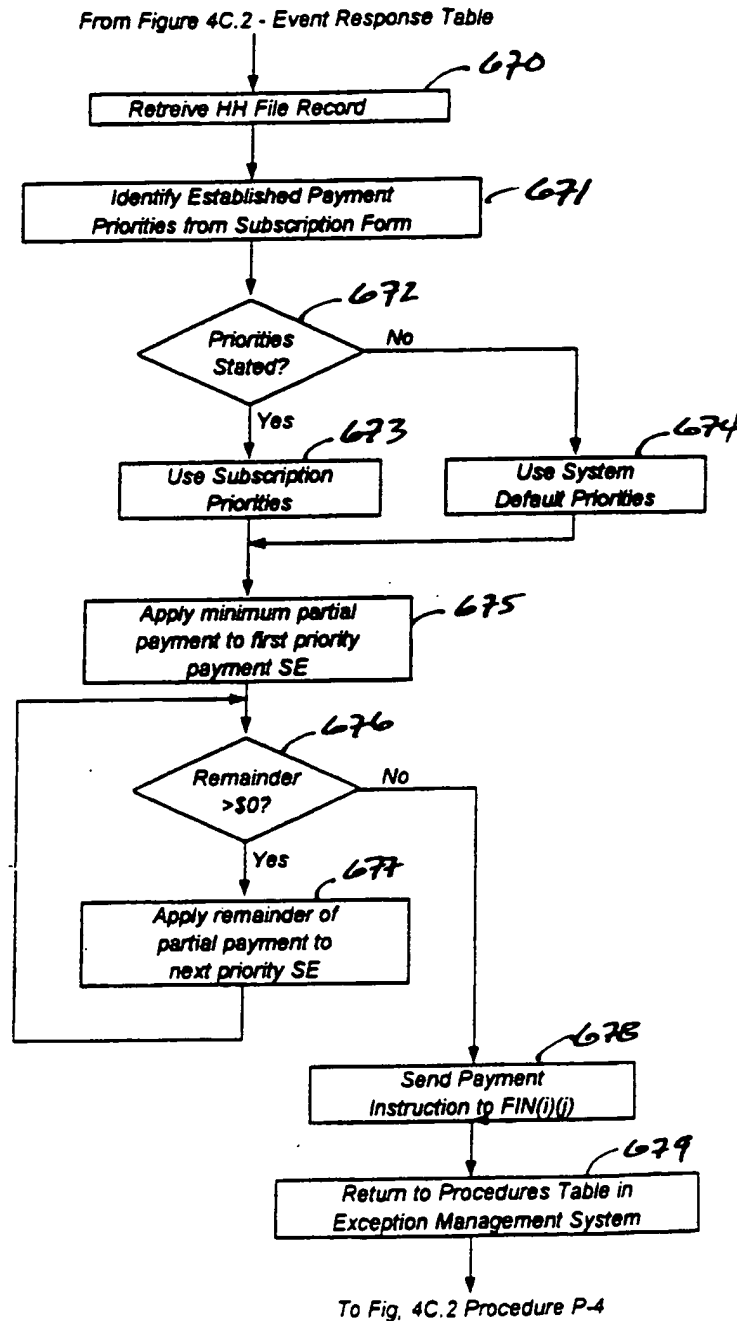 From Figure 4C.2 - Event Response Table
670
Retreive HH File Record
671
Identify Established Payment
Priorities from Subscription Form
672
Priorities
Stated?
No
Yes
673
Use Subscription
Priorities
674
Use System
Default Priorities
675
Apply minimum partial
payment to first priority
payment SE
676
Remainder
>$0?
No
Yes
677
Apply remainder of
partial payment to
next priority SE
678
Send Payment
Instruction to FIN(i)(j)
679
Return to Procedures Table in
Exception Management System
To Fig, 4C.2 Procedure P-4